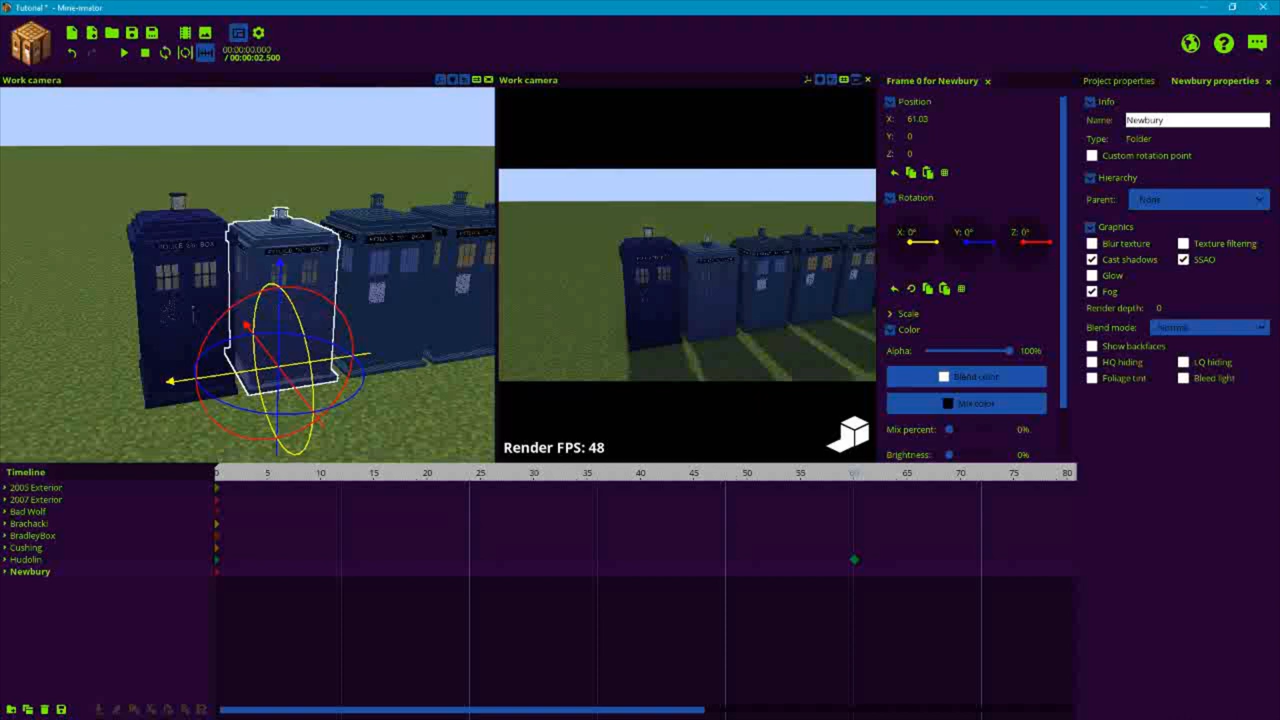 Tutorial * - Mine-imator
00:00:00.000
/ 00:00:02.500
Work camera
Work camera
Frame 0 for Newbury
Project properties
Newbury properties
POLICE BOX
Position
X: 61.03
Y: 0
Z: 0
Rotation
X: 0° Y: 0° Z: 0°
Scale
Color
Alpha: 100%
Blend color
Mix color
Mix percent: 0%
Brightness: 0%
Info
Name: Newbury
Type: Folder
Custom rotation point
Hierarchy
Parent: None
Graphics
Blur texture Texture filtering
Cast shadows SSAO
Glow
Fog
Render depth: 0
Blend mode: Normal
Show backfaces
HQ hiding LQ hiding
Foliage tint Bleed light
Render FPS: 48
Timeline
0 5 10 15 20 25 30 35 40 45 50 55 60 65 70 75 80
2005 Exterior
2007 Exterior
Bad Wolf
Brachacki
BradleyBox
Cushing
Hudolin
Newbury